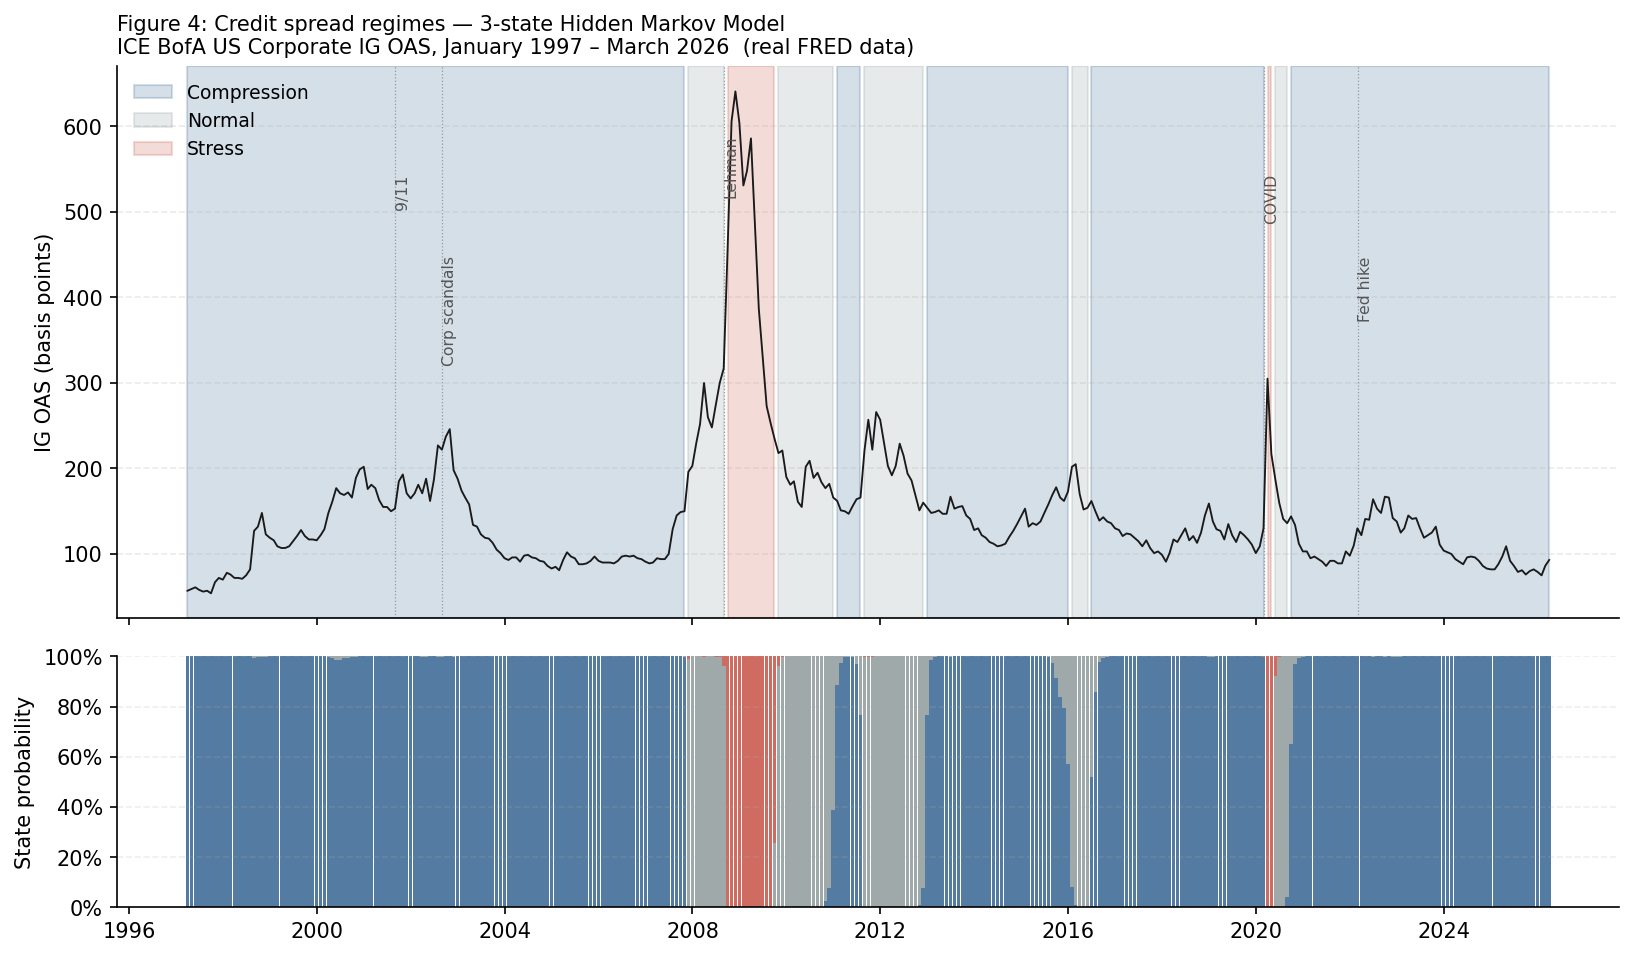 Figure 4: Credit spread regimes — 3-state Hidden Markov Model
ICE BofA US Corporate IG OAS, January 1997 – March 2026 (real FRED data)
Compression
Normal
Stress
IG OAS (basis points)
600
500
400
300
200
100
9/11
Corp scandals
Lehman
COVID
Fed hike
State probability
100%
80%
60%
40%
20%
0%
1996 2000 2004 2008 2012 2016 2020 2024